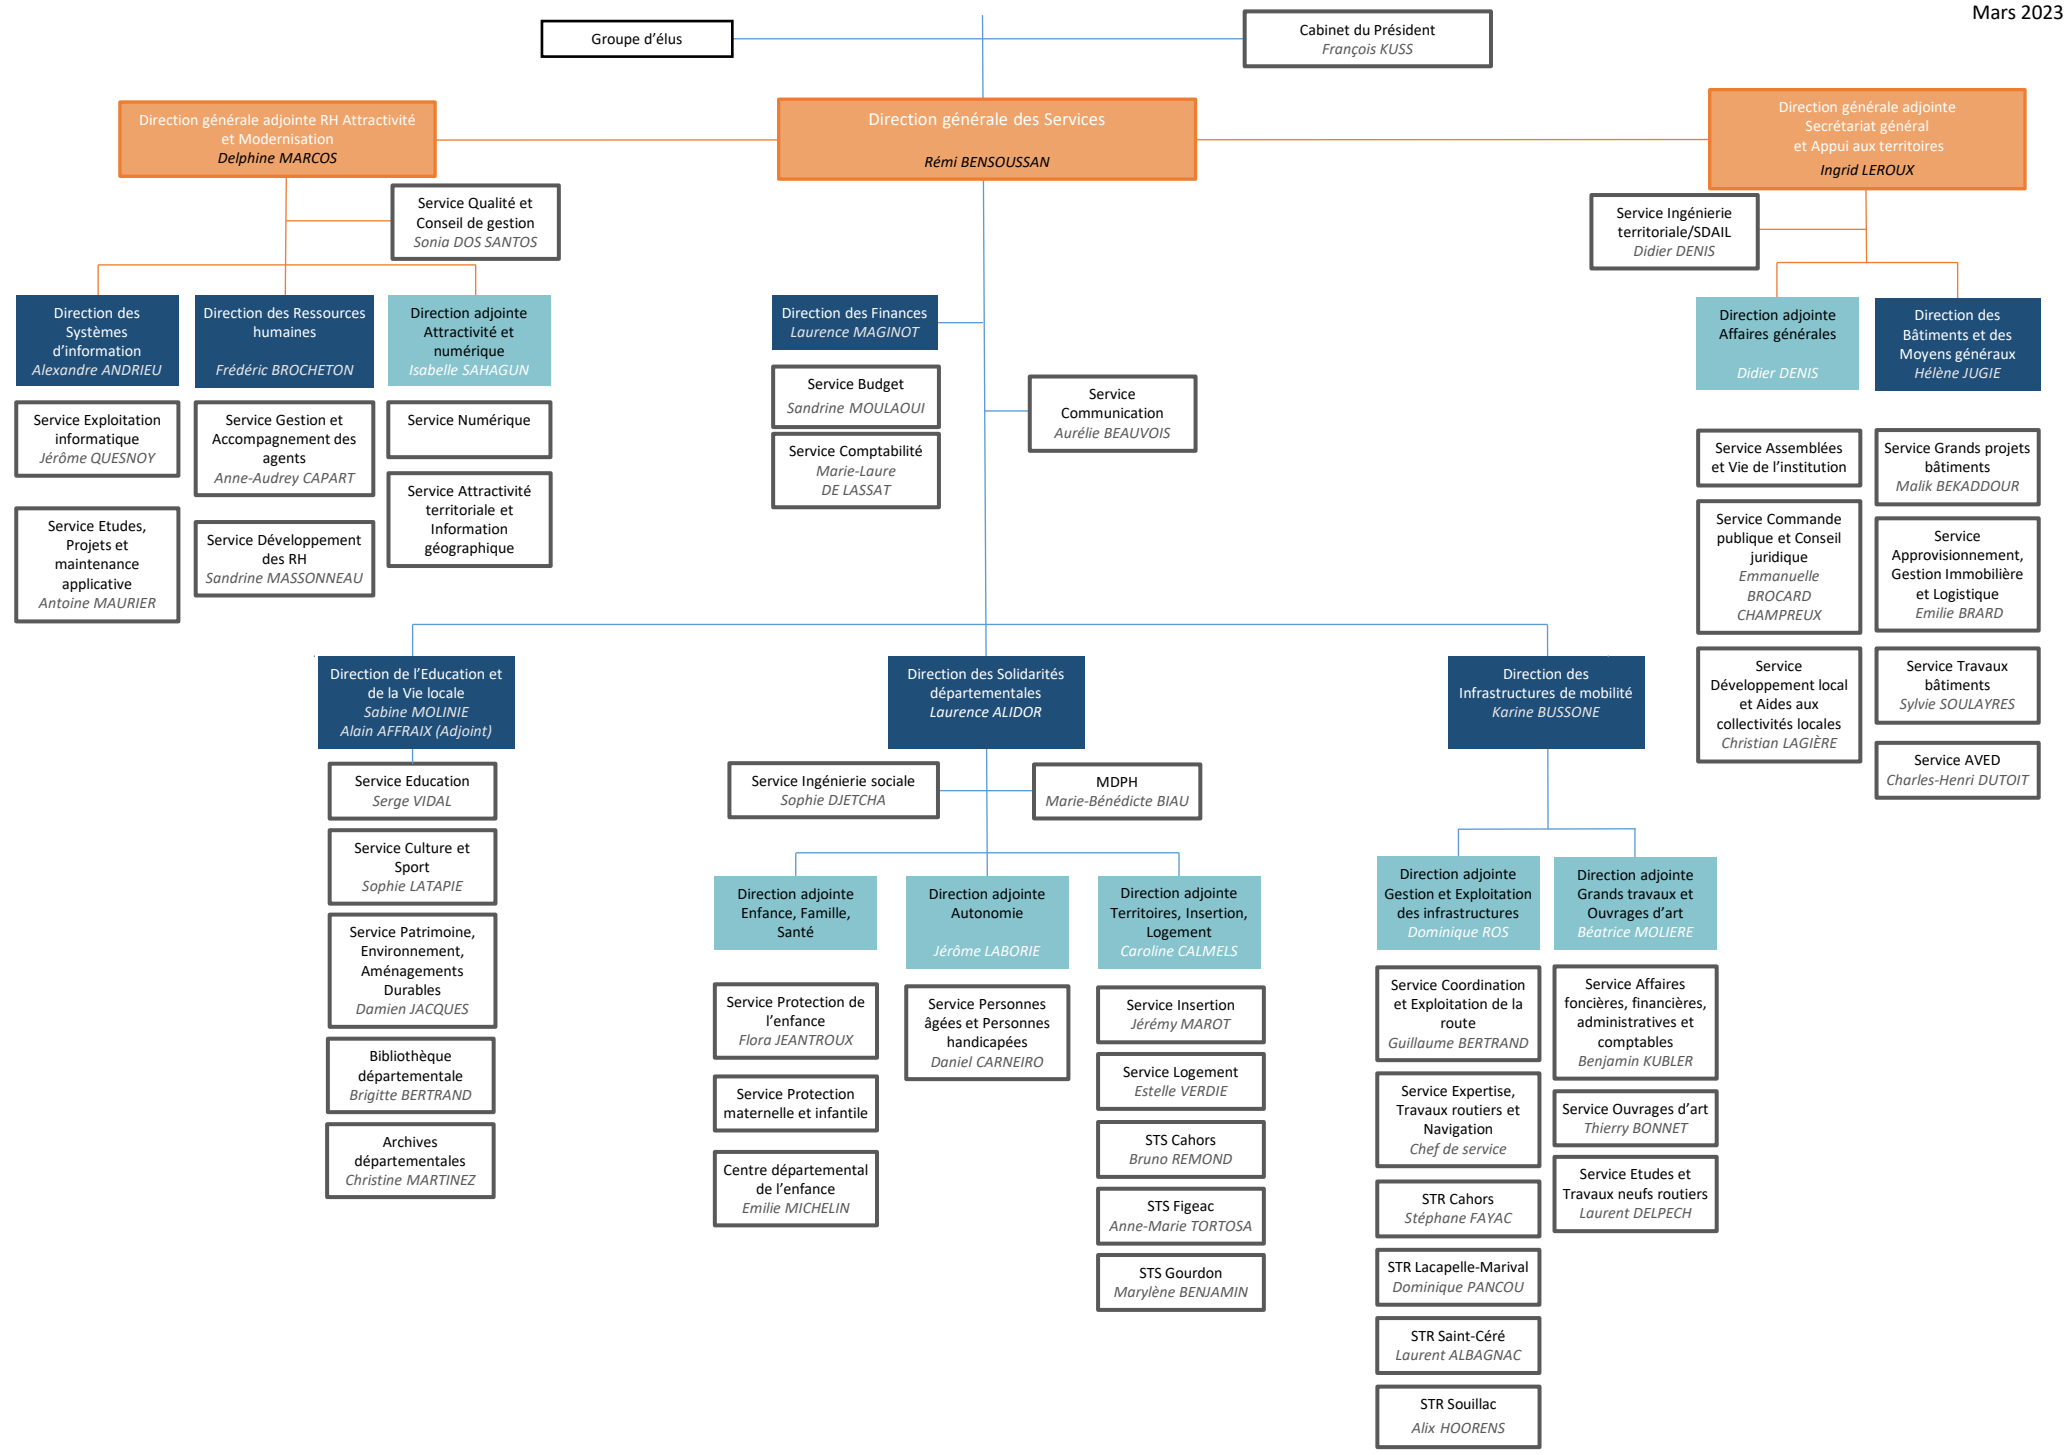 Mars 2023
Groupe d'élus
Cabinet du Président
François KUSS
Direction générale adjointe RH Attractivité
et Modernisation
Delphine MARCOS
Direction générale des Services
Rémi BENSOUSSAN
Direction générale adjointe
Secrétariat général
et Appui aux territoires
Ingrid LEROUX
Service Qualité et
Conseil de gestion
Sonia DOS SANTOS
Service Ingénierie
territoriale/SDAIL
Didier DENIS
Direction des
Systèmes
d'information
Alexandre ANDRIEU
Direction des Ressources
humaines
Frédéric BROCHETON
Direction adjointe
Attractivité et
numérique
Isabelle SAHAGUN
Direction des Finances
Laurence MAGINOT
Direction adjointe
Affaires générales
Didier DENIS
Direction des
Bâtiments et des
Moyens généraux
Hélène JUGIE
Service Exploitation
informatique
Jérôme QUESNOY
Service Etudes,
Projets et
maintenance
applicative
Antoine MAURIER
Service Gestion et
Accompagnement des
agents
Anne-Audrey CAPART
Service Développement
des RH
Sandrine MASSONNEAU
Service Numérique
Service Attractivité
territoriale et
Information
géographique
Service Budget
Sandrine MOULAOUI
Service Comptabilité
Marie-Laure
DE LASSAT
Service
Communication
Aurélie BEAUVOIS
Service Assemblées
et Vie de l'institution
Service Commande
publique et Conseil
juridique
Emmanuelle
BROCARD
CHAMPREUX
Service
Développement local
et Aides aux
collectivités locales
Christian LAGIÈRE
Service Grands projets
bâtiments
Malik BEKADDOUR
Service
Approvisionnement,
Gestion Immobilière
et Logistique
Emilie BRARD
Service Travaux
bâtiments
Sylvie SOULAYRES
Service AVED
Charles-Henri DUTOIT
Direction de l'Education et
de la Vie locale
Sabine MOLINIE
Alain AFFRAIX (Adjoint)
Direction des Solidarités
départementales
Laurence ALIDOR
Direction des
Infrastructures de mobilité
Karine BUSSONE
Service Education
Serge VIDAL
Service Culture et
Sport
Sophie LATAPIE
Service Patrimoine,
Environnement,
Aménagements
Durables
Damien JACQUES
Bibliothèque
départementale
Brigitte BERTRAND
Archives
départementales
Christine MARTINEZ
Service Ingénierie sociale
Sophie DJETCHA
MDPH
Marie-Bénédicte BIAU
Direction adjointe
Enfance, Famille,
Santé
Direction adjointe
Autonomie
Jérôme LABORIE
Direction adjointe
Territoires, Insertion,
Logement
Caroline CALMELS
Service Protection de
l'enfance
Flora JEANTROUX
Service Protection
maternelle et infantile
Centre départemental
de l'enfance
Emilie MICHELIN
Service Personnes
âgées et Personnes
handicapées
Daniel CARNEIRO
Service Insertion
Jérémy MAROT
Service Logement
Estelle VERDIE
STS Cahors
Bruno REMOND
STS Figeac
Anne-Marie TORTOSA
STS Gourdon
Marylène BENJAMIN
Direction adjointe
Gestion et Exploitation
des infrastructures
Dominique ROS
Direction adjointe
Grands travaux et
Ouvrages d'art
Béatrice MOLIERE
Service Coordination
et Exploitation de la
route
Guillaume BERTRAND
Service Expertise,
Travaux routiers et
Navigation
Chef de service
STR Cahors
Stéphane FAYAC
STR Lacapelle-Marival
Dominique PANCOU
STR Saint-Céré
Laurent ALBAGNAC
STR Souillac
Alix HOORENS
Service Affaires
foncières, financières,
administratives et
comptables
Benjamin KUBLER
Service Ouvrages d'art
Thierry BONNET
Service Etudes et
Travaux neufs routiers
Laurent DELPECH